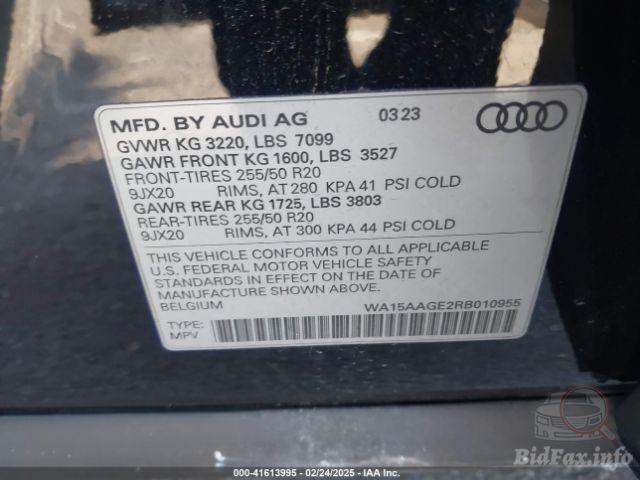 MFD. BY AUDI AG 03 23
GVWR KG 3220, LBS 7099
GAWR FRONT KG 1600, LBS 3527
FRONT-TIRES 255/50 R20
9JX20 RIMS, AT 280 KPA 41 PSI COLD
GAWR REAR KG 1725, LBS 3803
REAR-TIRES 255/50 R20
9JX20 RIMS, AT 300 KPA 44 PSI COLD
THIS VEHICLE CONFORMS TO ALL APPLICABLE
U.S. FEDERAL MOTOR VEHICLE SAFETY
STANDARDS IN EFFECT ON THE DATE OF
MANUFACTURE SHOWN ABOVE.
BELGIUM WA15AAGE2RB010955
TYPE:
MPV
BidFax.info
000-41613995 - 02/24/2025 - IAA Inc.